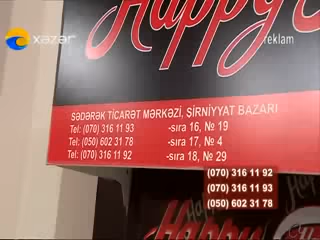 xəzər
Happy
reklam
SƏDƏRƏK TİCARƏT MƏRKƏZİ, ŞİRNİYYAT BAZARI
Tel: (070) 316 11 93 -sıra 16, № 19
Tel: (050) 602 31 78 -sıra 17, № 4
Tel: (070) 316 11 92 -sıra 18, № 29
(070) 316 11 92
(070) 316 11 93
(050) 602 31 78
Happy